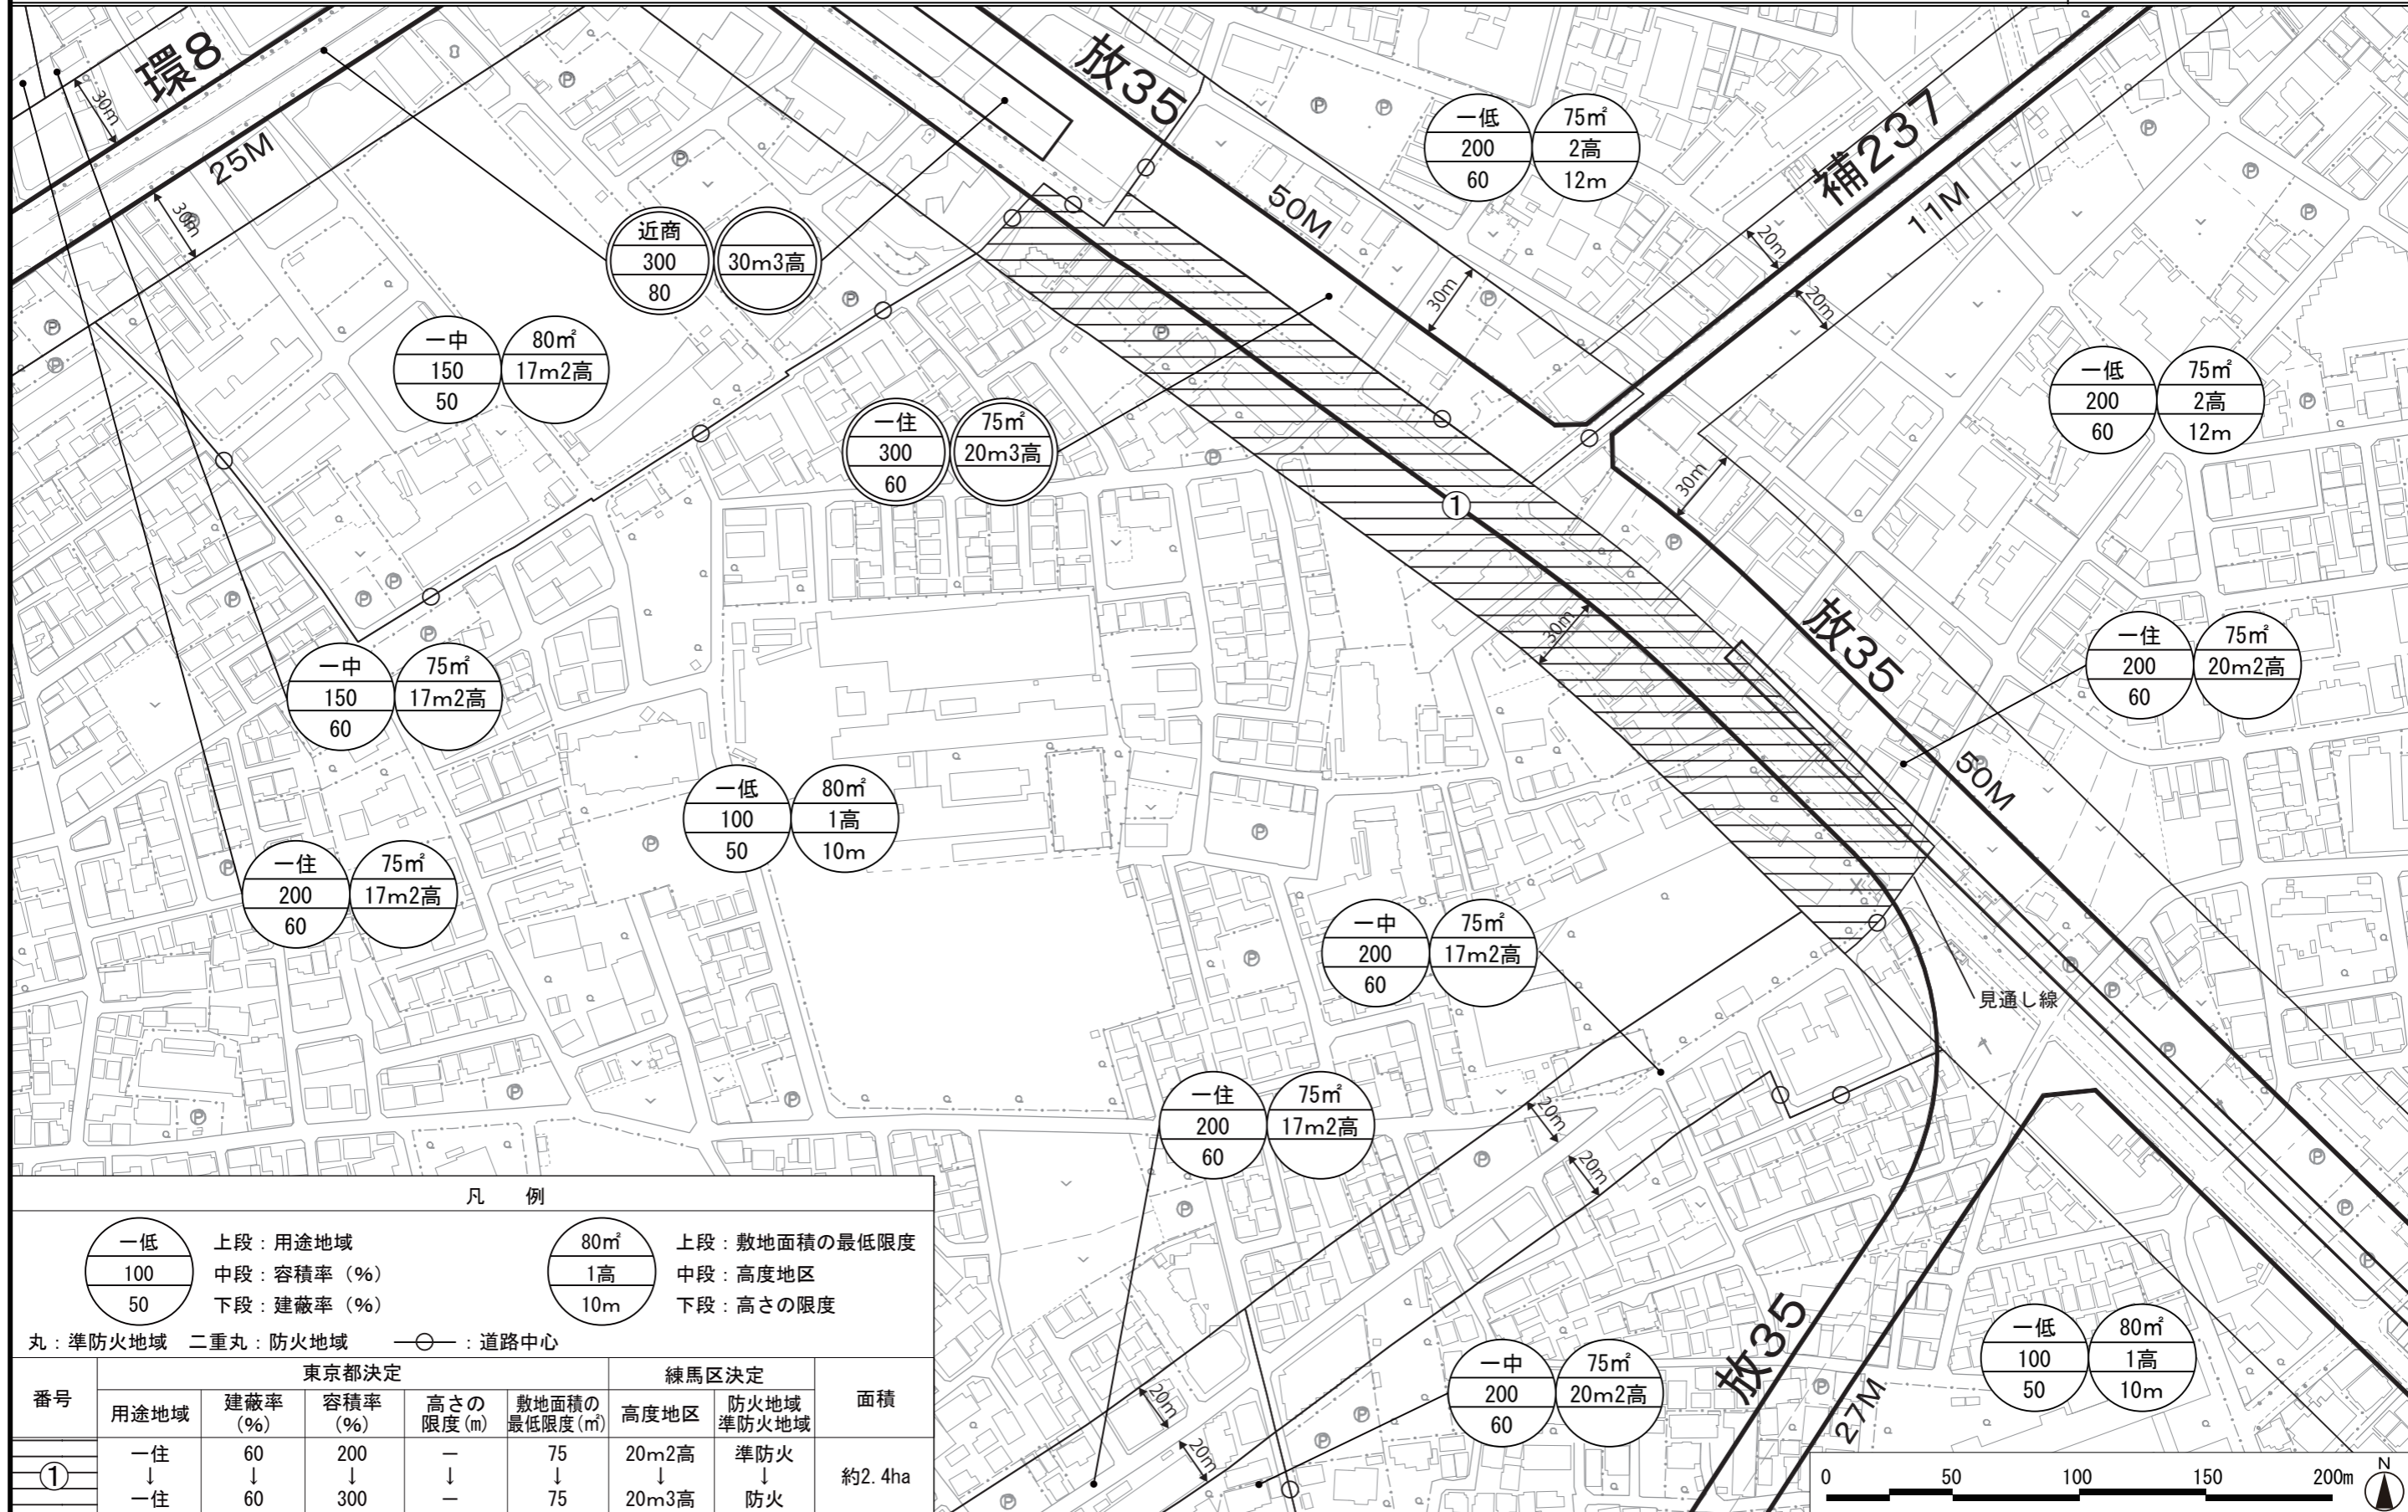 環8
30m
25M
30m
放35
50M
30m
一低 75㎡
200 2高
60 12m
補237
11M
20m
20m
近商
300 30m3高
80
一中 80㎡
150 17m2高
50
一住 75㎡
300 20m3高
60
一低 75㎡
200 2高
60 12m
30m
①
30m
放35
50M
一住 75㎡
200 20m2高
60
一中 75㎡
150 17m2高
60
一低 80㎡
100 1高
50 10m
一住 75㎡
200 17m2高
60
一中 75㎡
200 17m2高
60
見通し線
一住 75㎡
200 17m2高
60
20m
20m
20m
20m
一中 75㎡
200 20m2高
60
放35
27M
一低 80㎡
100 1高
50 10m
凡 例
一低 上段:用途地域 80㎡ 上段:敷地面積の最低限度
100 中段:容積率(%) 1高 中段:高度地区
50 下段:建蔽率(%) 10m 下段:高さの限度
丸:準防火地域 二重丸:防火地域 :道路中心
番号 東京都決定 練馬区決定 面積
用途地域 建蔽率(%) 容積率(%) 高さの限度(m) 敷地面積の最低限度(㎡) 高度地区 防火地域準防火地域
一住 60 200 — 75 20m2高 準防火
① ↓ ↓ ↓ ↓ ↓ ↓ ↓ 約2.4ha
一住 60 300 — 75 20m3高 防火
0 50 100 150 200m
N